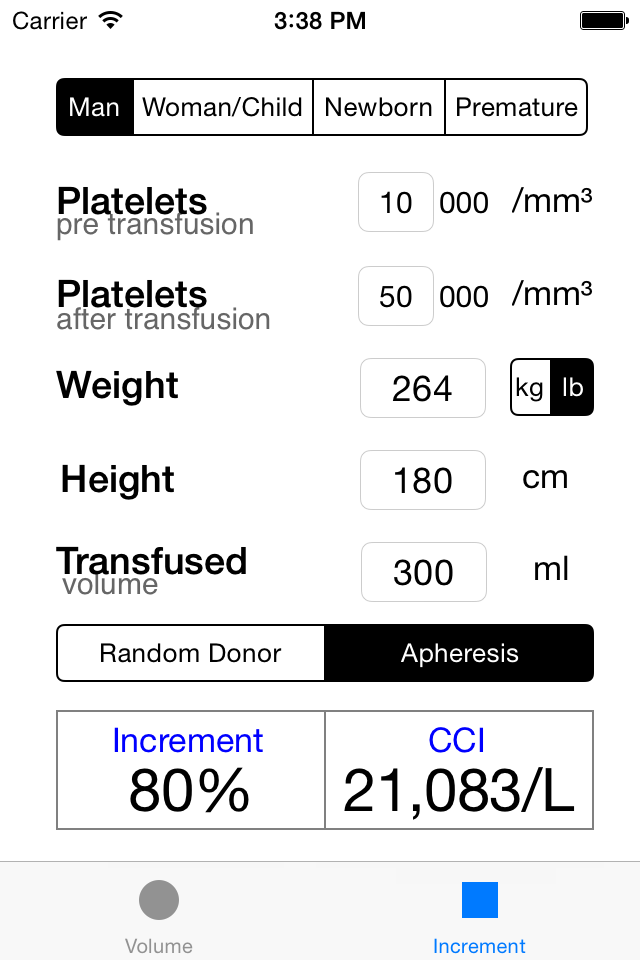 Carrier 3:38 PM
Man Woman/Child Newborn Premature
Platelets 10 000 /mm³
pre transfusion
Platelets 50 000 /mm³
after transfusion
Weight 264 kg lb
Height 180 cm
Transfused 300 ml
volume
Random Donor Apheresis
Increment CCI
80% 21,083/L
Volume Increment